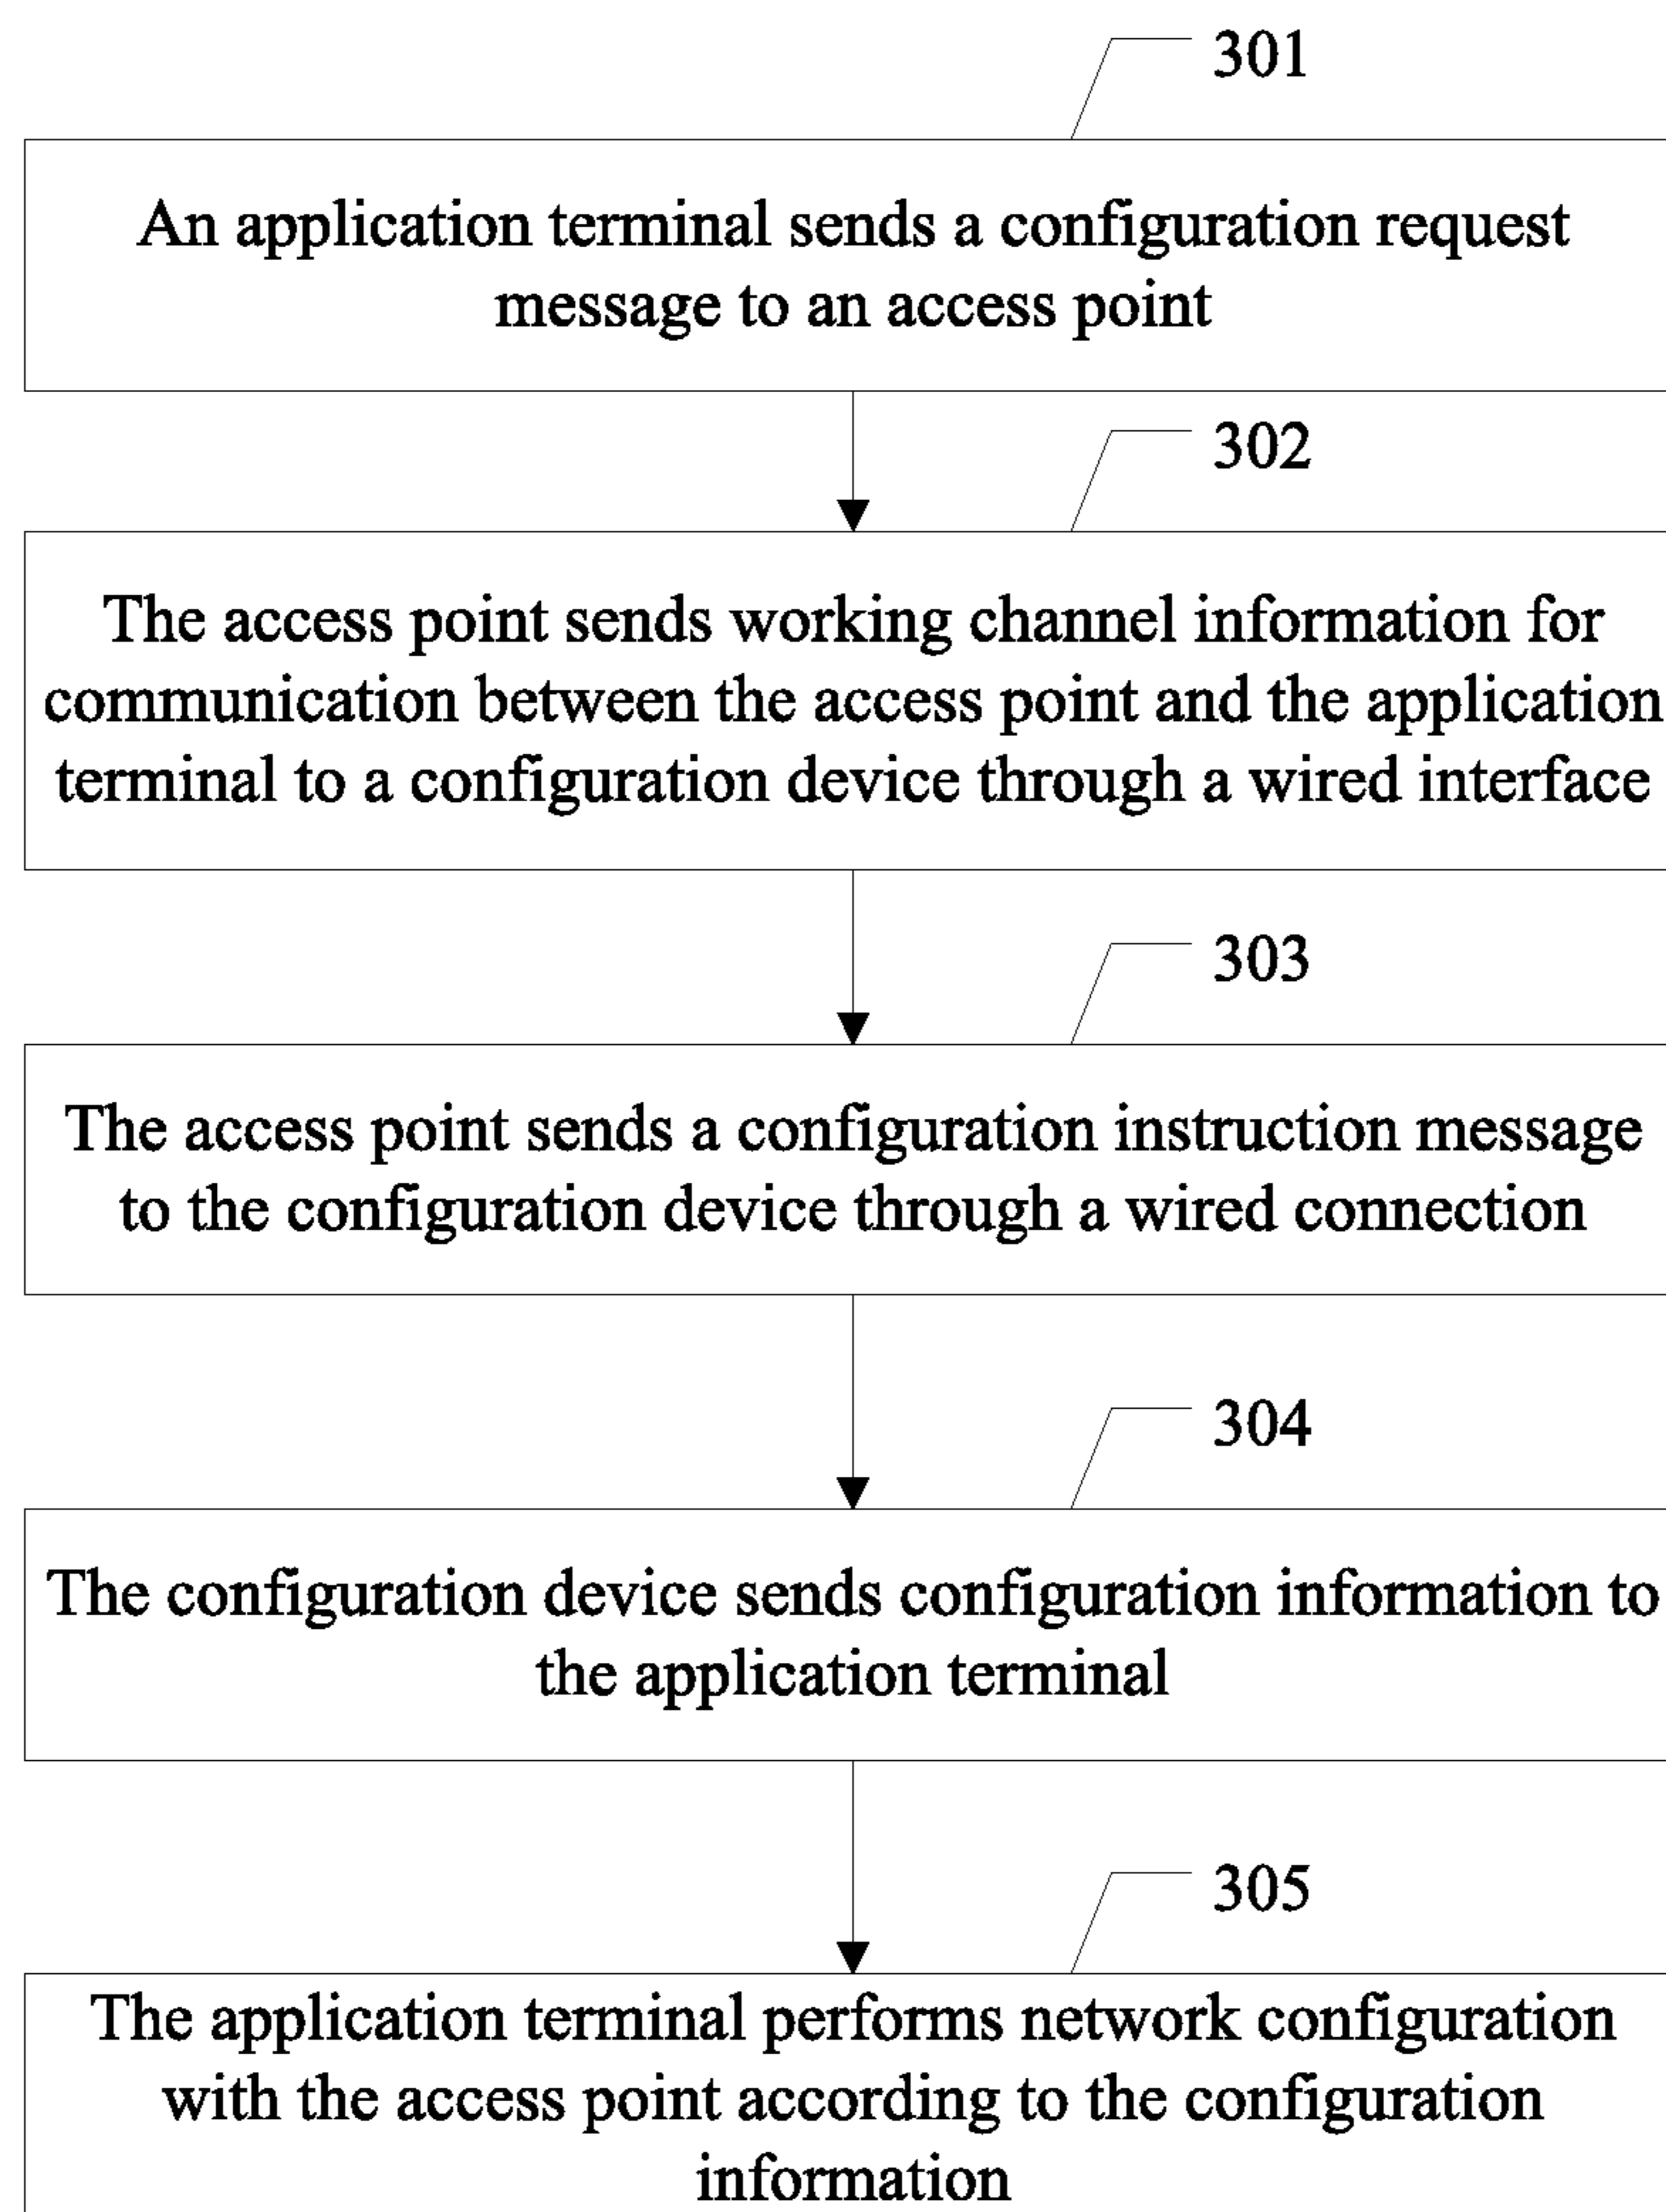 301
An application terminal sends a configuration request
message to an access point
302
The access point sends working channel information for
communication between the access point and the application
terminal to a configuration device through a wired interface
303
The access point sends a configuration instruction message
to the configuration device through a wired connection
304
The configuration device sends configuration information to
the application terminal
305
The application terminal performs network configuration
with the access point according to the configuration
information